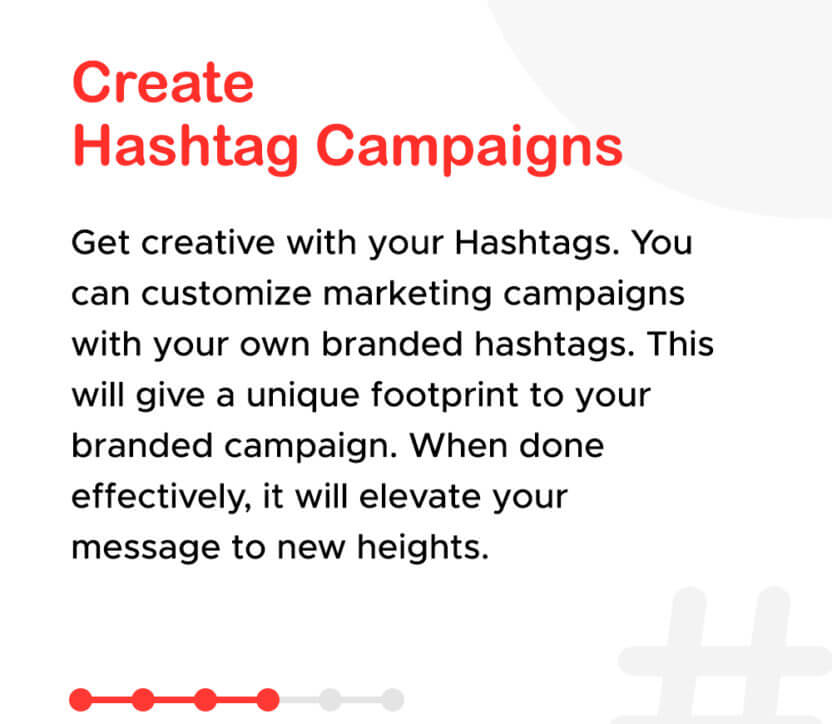 Create
Hashtag Campaigns
Get creative with your Hashtags. You
can customize marketing campaigns
with your own branded hashtags. This
will give a unique footprint to your
branded campaign. When done
effectively, it will elevate your
message to new heights.
#